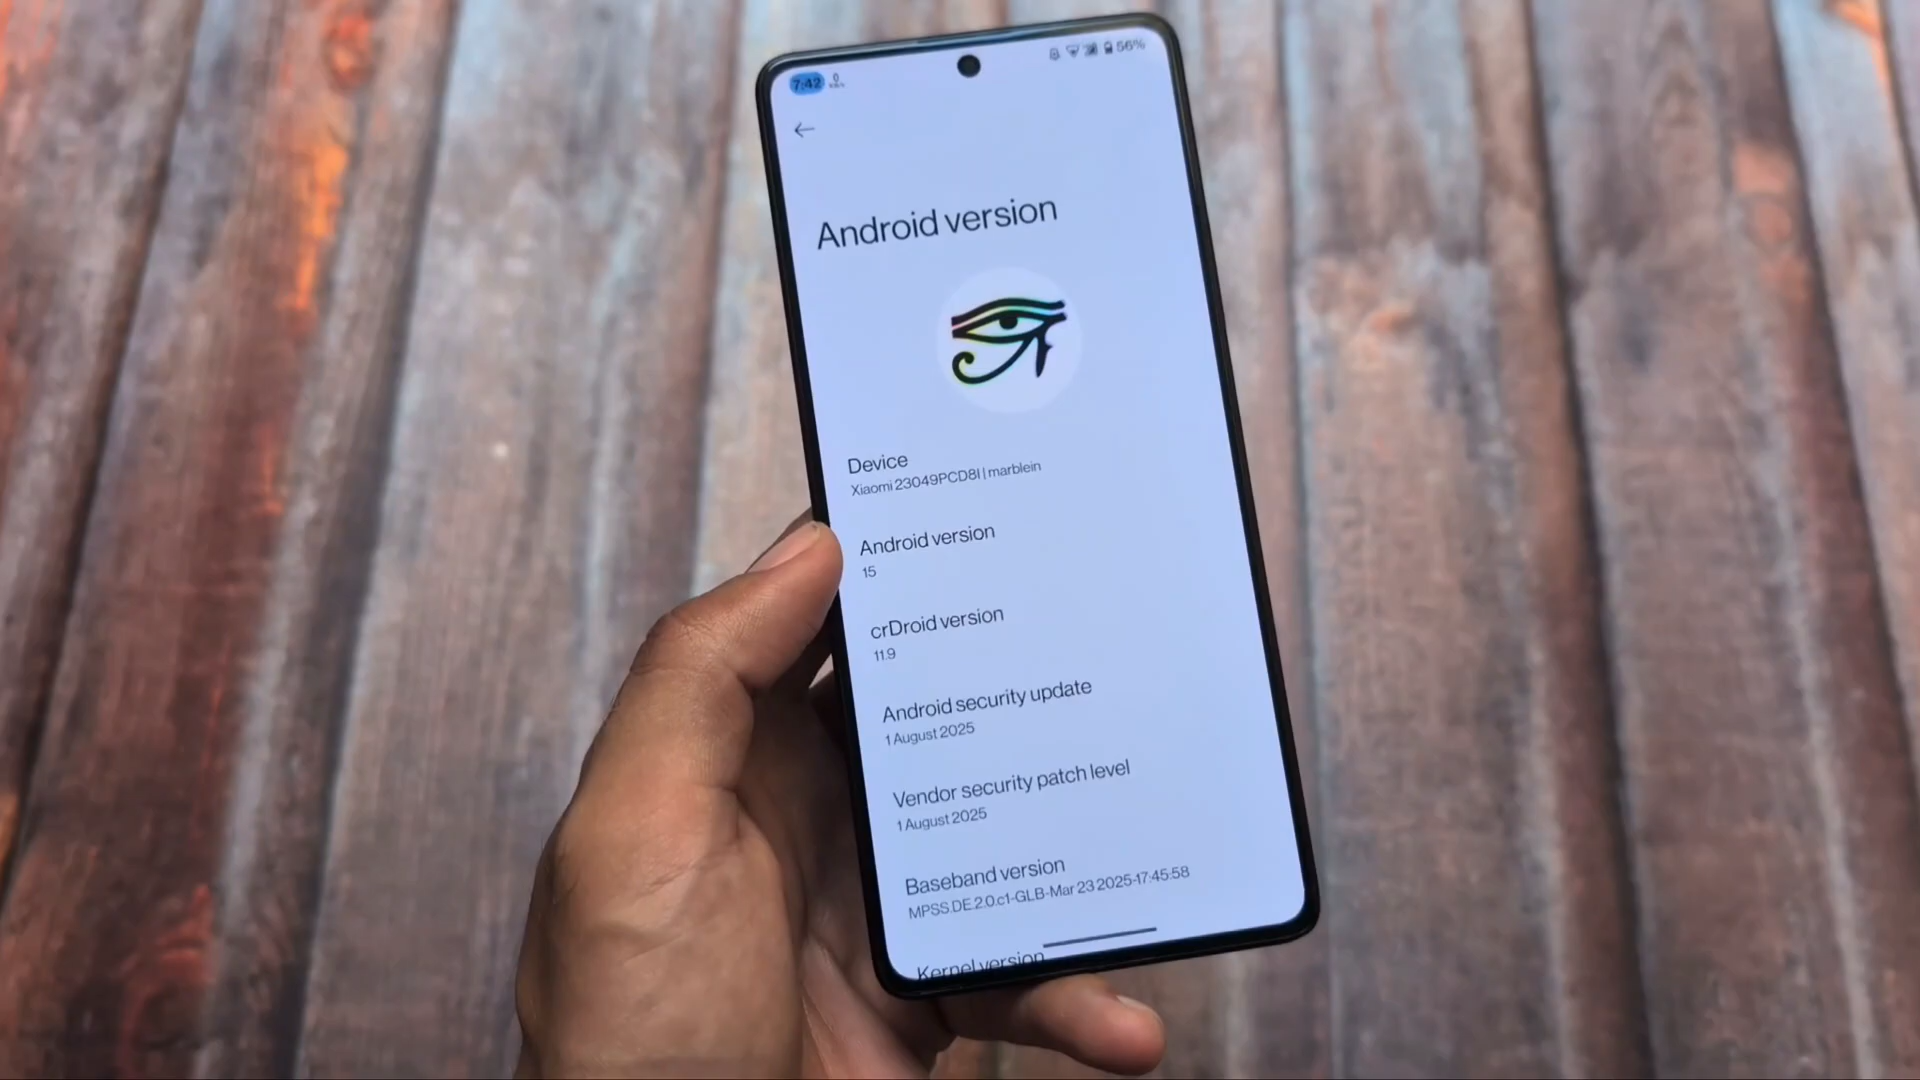 7:42
0
56%
Android version
Device
Xiaomi 23049PCD8I | marblein
Android version
15
crDroid version
11.9
Android security update
1 August 2025
Vendor security patch level
1 August 2025
Baseband version
MPSS.DE.2.0.c1-GLB-Mar 23 2025-17:45:58
Kernel version